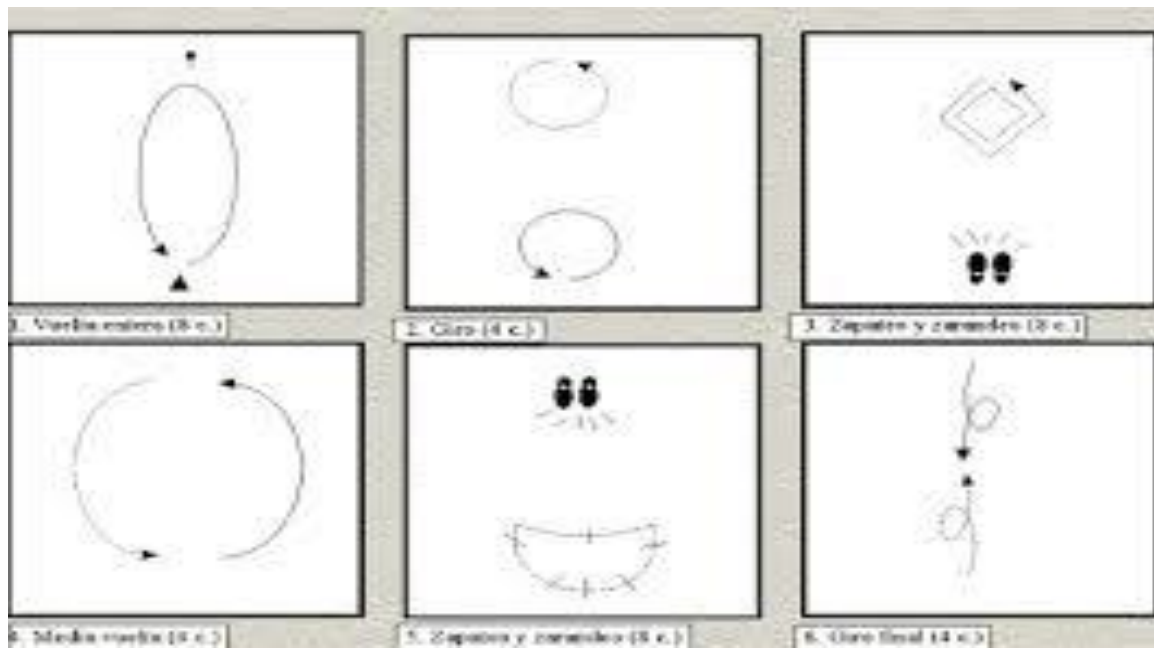 1. Vuelta entera (8 c.)
2. Giro (4 c.)
3. Zapateo y zarandeo (8 c.)
4. Media vuelta (4 c.)
5. Zapateo y zarandeo (8 c.)
6. Giro final (4 c.)